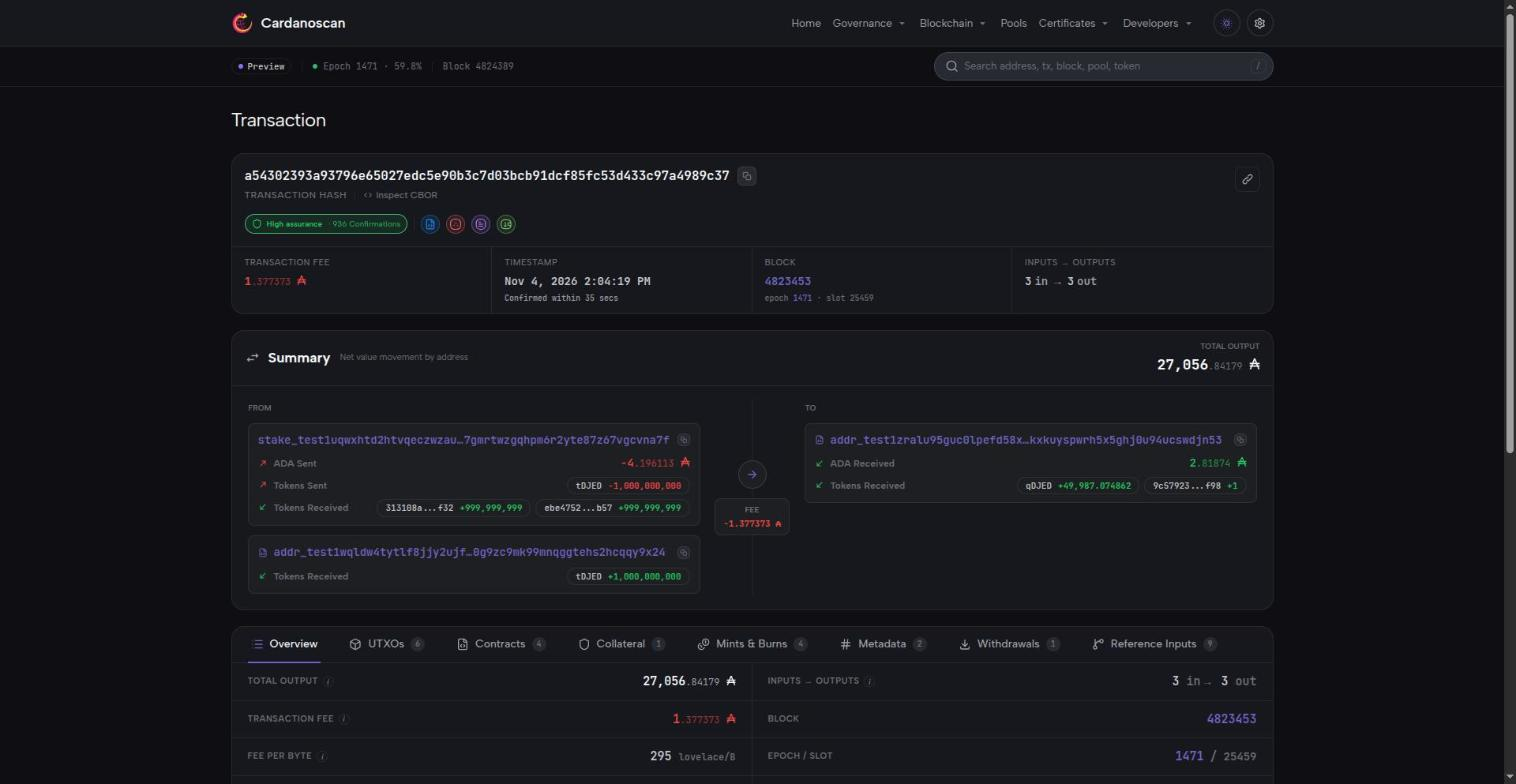 Cardanoscan
Home Governance Blockchain Pools Certificates Developers
Preview Epoch 1471 · 59.8% Block 4824389
Search address, tx, block, pool, token /
Transaction
a54302393a93796e65027edc5e90b3c7d03bcb91dcf85fc53d433c97a4989c37
TRANSACTION HASH <> Inspect CBOR
High assurance · 936 Confirmations
TRANSACTION FEE TIMESTAMP BLOCK INPUTS → OUTPUTS
1.377373 ₳ Nov 4, 2026 2:04:19 PM 4823453 3 in → 3 out
Confirmed within 35 secs epoch 1471 · slot 25459
Summary Net value movement by address
TOTAL OUTPUT
27,056.84179 ₳
FROM TO
stake_test1uqwxhtd2htvqeczwzau…7gmrtwzgqhpm6r2yte87z67vgcvna7f
ADA Sent -4.196113 ₳
Tokens Sent tDJED -1,000,000,000
Tokens Received 313108a...f32 +999,999,999 ebe4752...b57 +999,999,999
addr_test1wqldw4tytlf8jjy2ujf…0g9zc9mk99mnqggtehs2hcqqy9x24
Tokens Received tDJED +1,000,000,000
FEE
-1.377373 ₳
addr_test1zralu95guc0lpefd58x…kxkuyspwrh5x5ghj0u94ucswdjn53
ADA Received 2.81874 ₳
Tokens Received qDJED +49,987.074862 9c57923...f98 +1
Overview UTXOs 6 Contracts 4 Collateral 1 Mints & Burns 4 Metadata 2 Withdrawals 1 Reference Inputs 9
TOTAL OUTPUT i 27,056.84179 ₳ INPUTS → OUTPUTS i 3 in → 3 out
TRANSACTION FEE i 1.377373 ₳ BLOCK 4823453
FEE PER BYTE i 295 lovelace/B EPOCH / SLOT 1471 / 25459